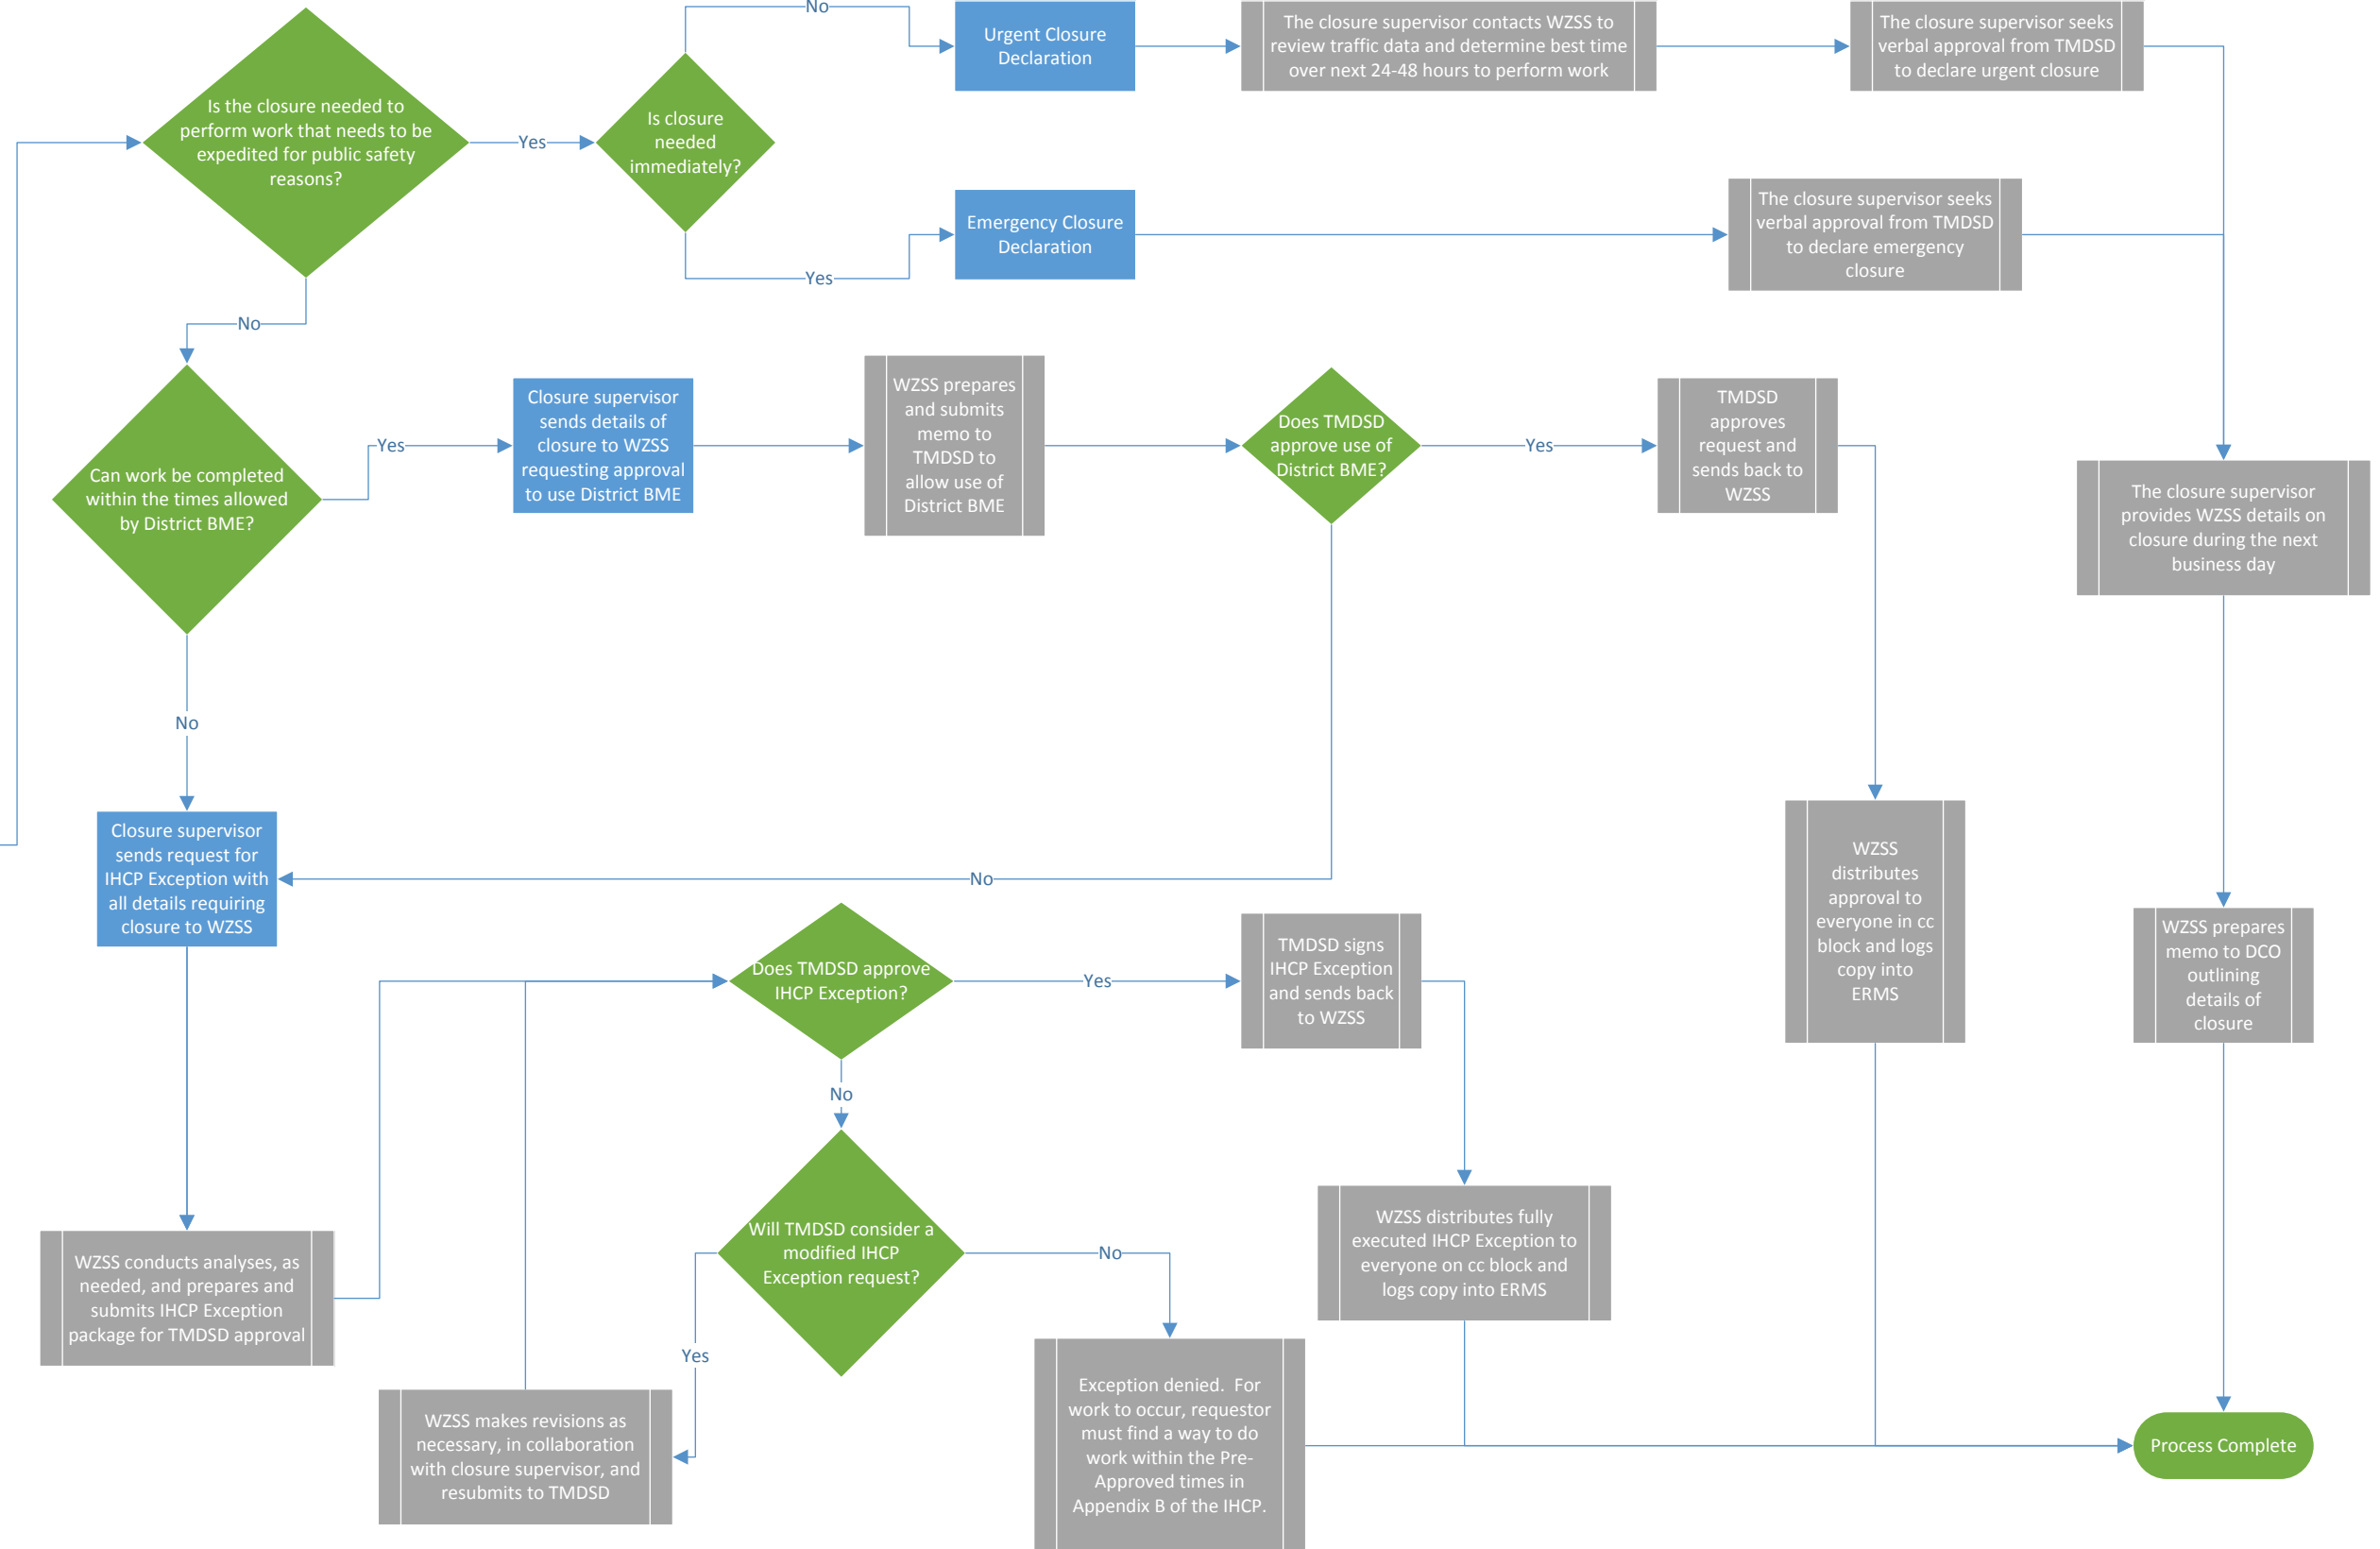 No
Is the closure needed to
perform work that needs to be
expedited for public safety
reasons?
Yes
Is closure
needed
immediately?
Urgent Closure
Declaration
The closure supervisor contacts WZSS to
review traffic data and determine best time
over next 24-48 hours to perform work
The closure supervisor seeks
verbal approval from TMDSD
to declare urgent closure
Yes
Emergency Closure
Declaration
The closure supervisor seeks
verbal approval from TMDSD
to declare emergency
closure
No
Can work be completed
within the times allowed
by District BME?
Yes
Closure supervisor
sends details of
closure to WZSS
requesting approval
to use District BME
WZSS prepares
and submits
memo to
TMDSD to
allow use of
District BME
Does TMDSD
approve use of
District BME?
Yes
TMDSD
approves
request and
sends back to
WZSS
The closure supervisor
provides WZSS details on
closure during the next
business day
No
Closure supervisor
sends request for
IHCP Exception with
all details requiring
closure to WZSS
No
WZSS
distributes
approval to
everyone in cc
block and logs
copy into
ERMS
WZSS prepares
memo to DCO
outlining
details of
closure
Does TMDSD approve
IHCP Exception?
Yes
TMDSD signs
IHCP Exception
and sends back
to WZSS
No
Will TMDSD consider a
modified IHCP
Exception request?
No
WZSS distributes fully
executed IHCP Exception to
everyone on cc block and
logs copy into ERMS
WZSS conducts analyses, as
needed, and prepares and
submits IHCP Exception
package for TMDSD approval
Yes
WZSS makes revisions as
necessary, in collaboration
with closure supervisor, and
resubmits to TMDSD
Exception denied.  For
work to occur, requestor
must find a way to do
work within the Pre-
Approved times in
Appendix B of the IHCP.
Process Complete